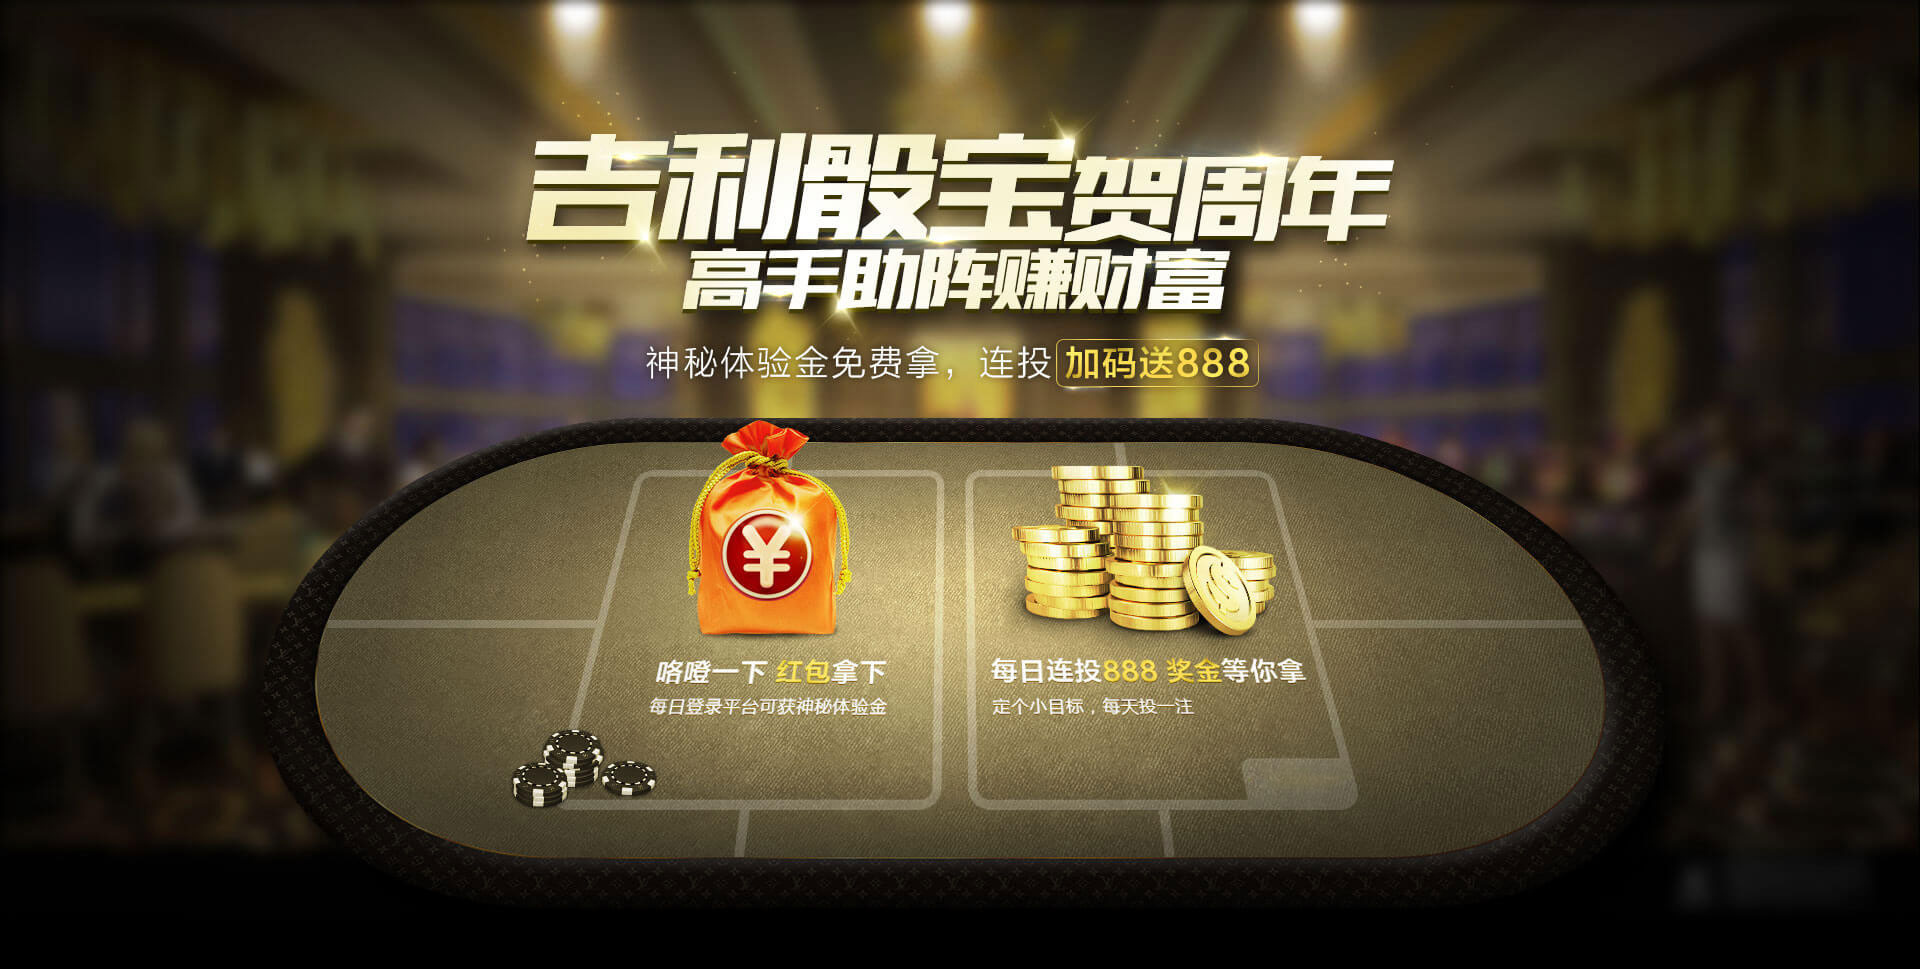 吉利骰宝贺周年
高手助阵赚财富
神秘体验金免费拿，连投 加码送888
¥
咯噔一下 红包拿下
每日登录平台可获神秘体验金
每日连投888 奖金等你拿
定个小目标，每天投一注